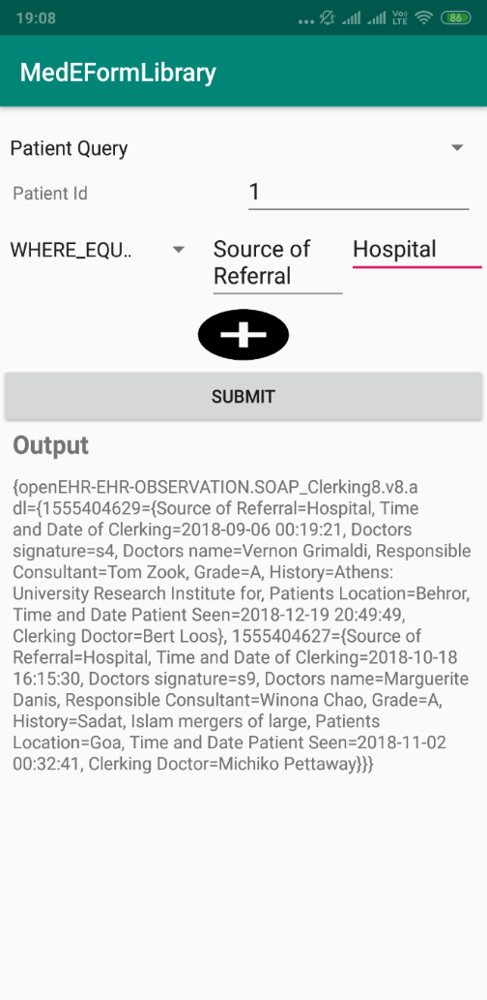 19:08
Vo)) LTE
86
MedEFormLibrary
Patient Query
Patient Id
1
WHERE_EQU..
Source of
Referral
Hospital
SUBMIT
Output
{openEHR-EHR-OBSERVATION.SOAP_Clerking8.v8.a
dl={1555404629={Source of Referral=Hospital, Time
and Date of Clerking=2018-09-06 00:19:21, Doctors
signature=s4, Doctors name=Vernon Grimaldi, Responsible
Consultant=Tom Zook, Grade=A, History=Athens:
University Research Institute for, Patients Location=Behror,
Time and Date Patient Seen=2018-12-19 20:49:49,
Clerking Doctor=Bert Loos}, 1555404627={Source of
Referral=Hospital, Time and Date of Clerking=2018-10-18
16:15:30, Doctors signature=s9, Doctors name=Marguerite
Danis, Responsible Consultant=Winona Chao, Grade=A,
History=Sadat, Islam mergers of large, Patients
Location=Goa, Time and Date Patient Seen=2018-11-02
00:32:41, Clerking Doctor=Michiko Pettaway}}}